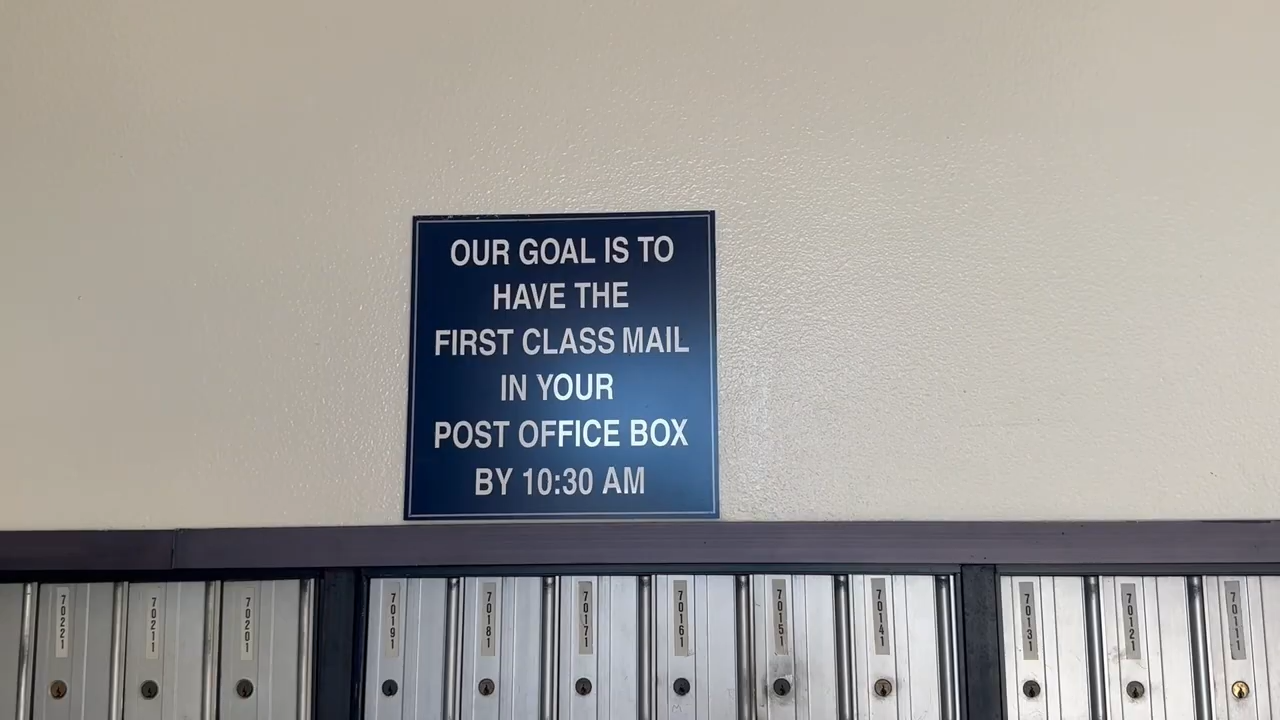 OUR GOAL IS TO
HAVE THE
FIRST CLASS MAIL
IN YOUR
POST OFFICE BOX
BY 10:30 AM
70221
70211
70201
70191
70181
70171
70161
70151
70141
70131
70121
70111